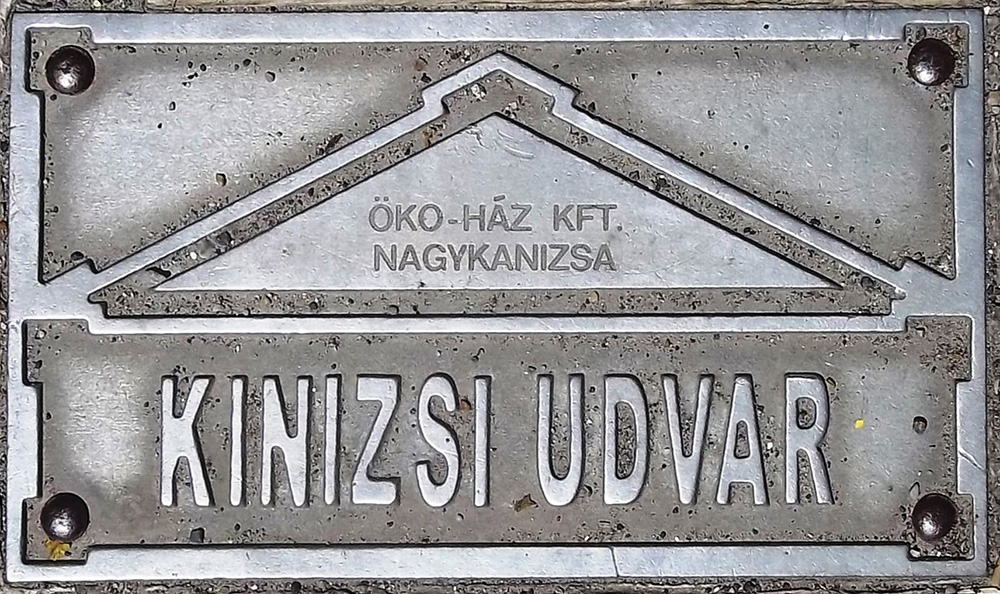 ÖKO-HÁZ KFT.
NAGYKANIZSA
KINIZSI UDVAR